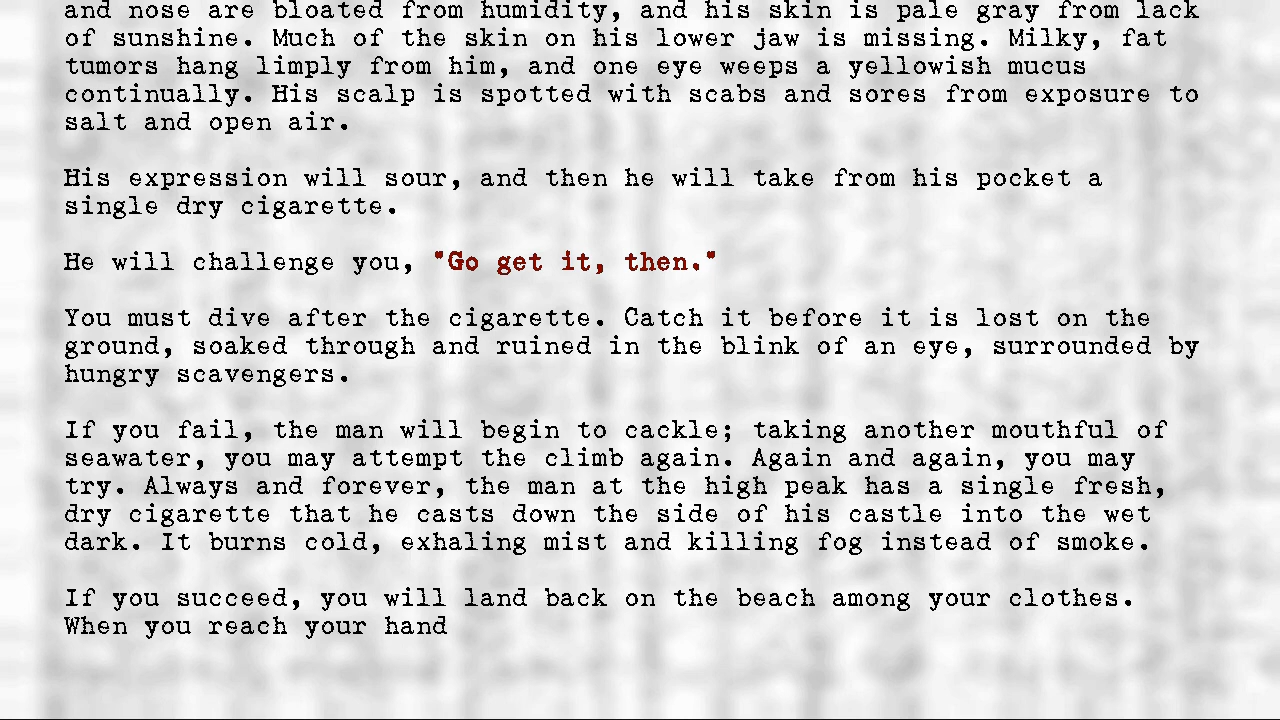 and nose are bloated from humidity, and his skin is pale gray from lack
of sunshine. Much of the skin on his lower jaw is missing. Milky, fat
tumors hang limply from him, and one eye weeps a yellowish mucus
continually. His scalp is spotted with scabs and sores from exposure to
salt and open air.
His expression will sour, and then he will take from his pocket a
single dry cigarette.
He will challenge you, "Go get it, then."
You must dive after the cigarette. Catch it before it is lost on the
ground, soaked through and ruined in the blink of an eye, surrounded by
hungry scavengers.
If you fail, the man will begin to cackle; taking another mouthful of
seawater, you may attempt the climb again. Again and again, you may
try. Always and forever, the man at the high peak has a single fresh,
dry cigarette that he casts down the side of his castle into the wet
dark. It burns cold, exhaling mist and killing fog instead of smoke.
If you succeed, you will land back on the beach among your clothes.
When you reach your hand